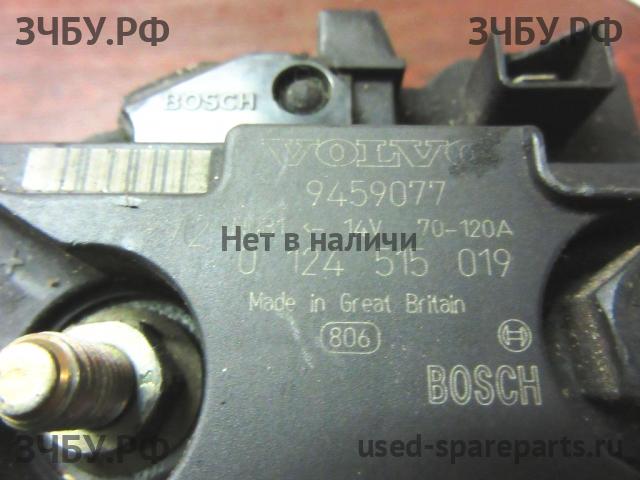 ЗЧБУ.РФ
ЗЧБУ.РФ
BOSCH
VOLVO
9459077
14V 70-120A
Нет в наличи
0 124 515 019
Made in Great Britain
806
BOSCH
ЗЧБУ.РФ
used-spareparts.ru